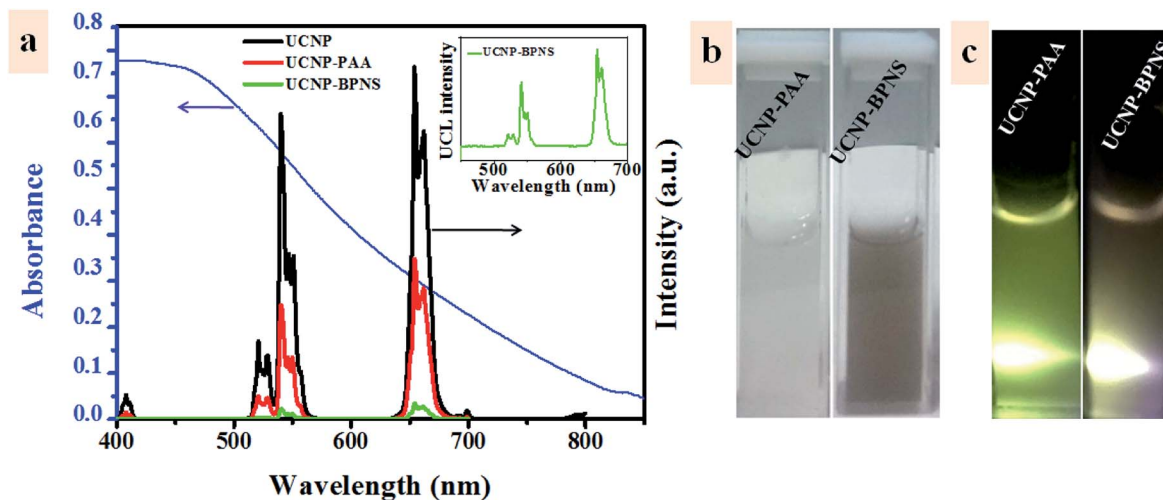 a
0.8
0.7
0.6
0.5
0.4
0.3
0.2
0.1
0.0
Absorbance
UCNP
UCNP-PAA
UCNP-BPNS
UCNP-BPNS
UCL intensity
500
600
700
Wavelength (nm)
Intensity (a.u.)
400
500
600
700
800
Wavelength (nm)
b
UCNP-PAA
UCNP-BPNS
c
UCNP-PAA
UCNP-BPNS